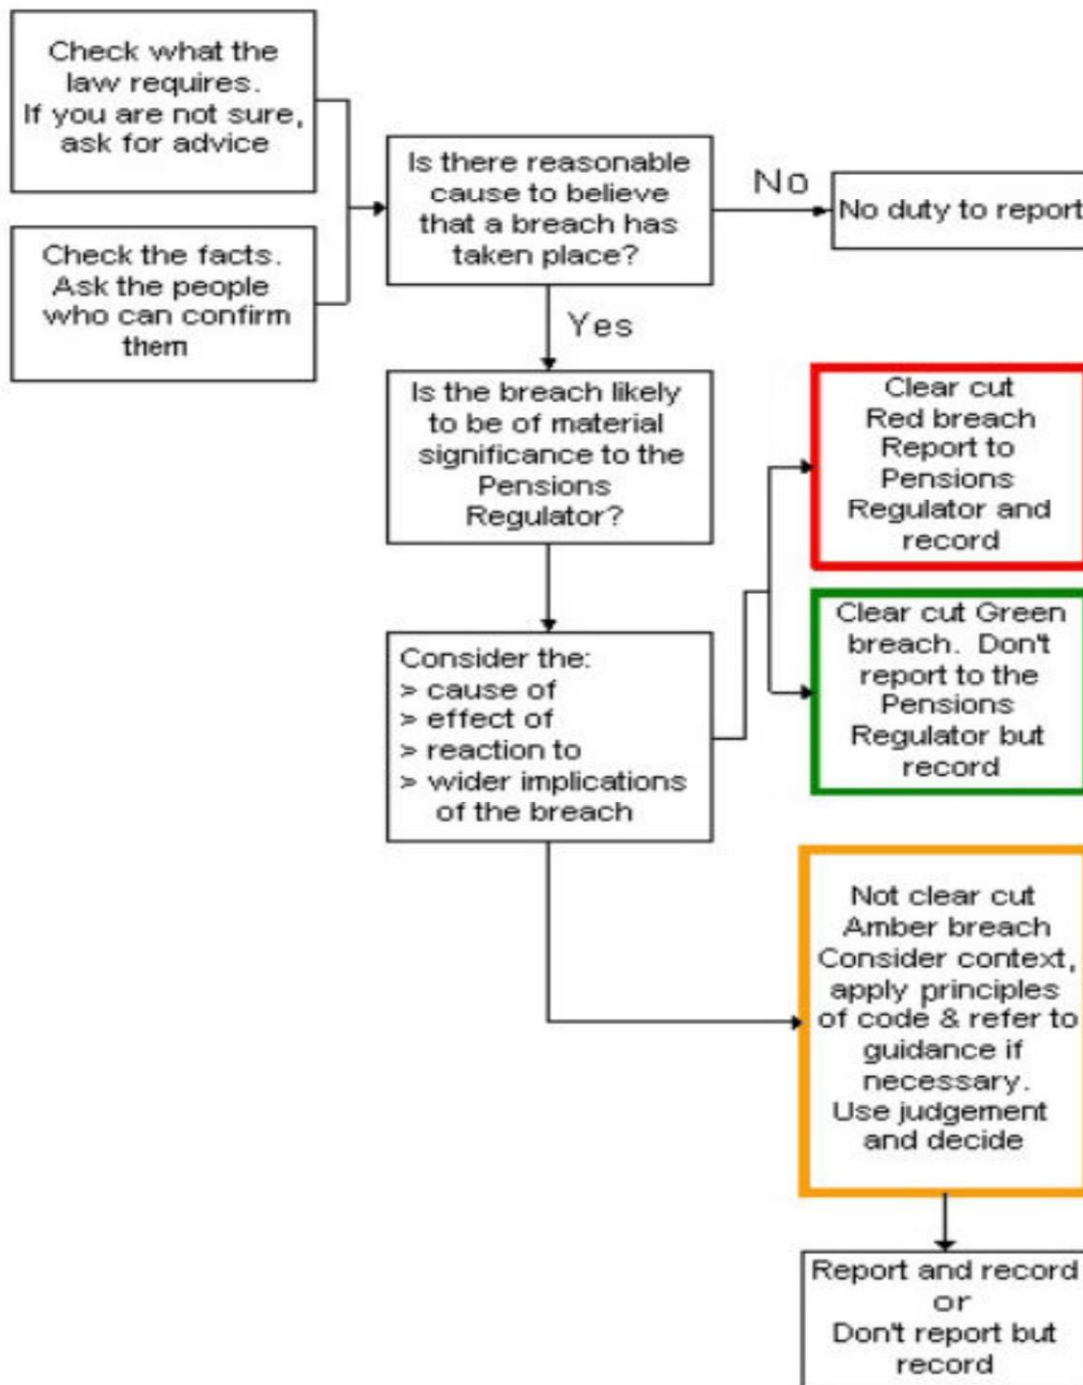 Check what the
law requires.
If you are not sure,
ask for advice
Check the facts.
Ask the people
who can confirm
them
Is there reasonable
cause to believe
that a breach has
taken place?
No
No duty to report
Yes
Is the breach likely
to be of material
significance to the
Pensions
Regulator?
Consider the:
> cause of
> effect of
> reaction to
> wider implications
of the breach
Clear cut
Red breach
Report to
Pensions
Regulator and
record
Clear cut Green
breach. Don't
report to the
Pensions
Regulator but
record
Not clear cut
Amber breach
Consider context,
apply principles
of code & refer to
guidance if
necessary.
Use judgement
and decide
Report and record
or
Don't report but
record